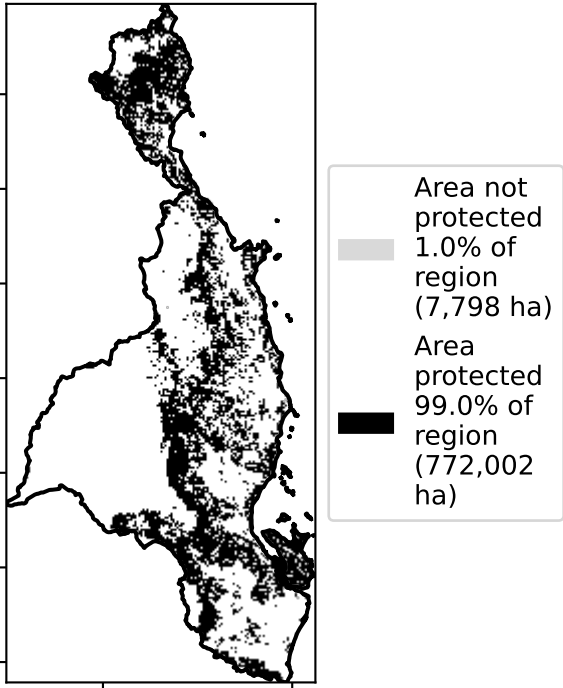 Area not
protected
1.0% of
region
(7,798 ha)
Area
protected
99.0% of
region
(772,002
ha)